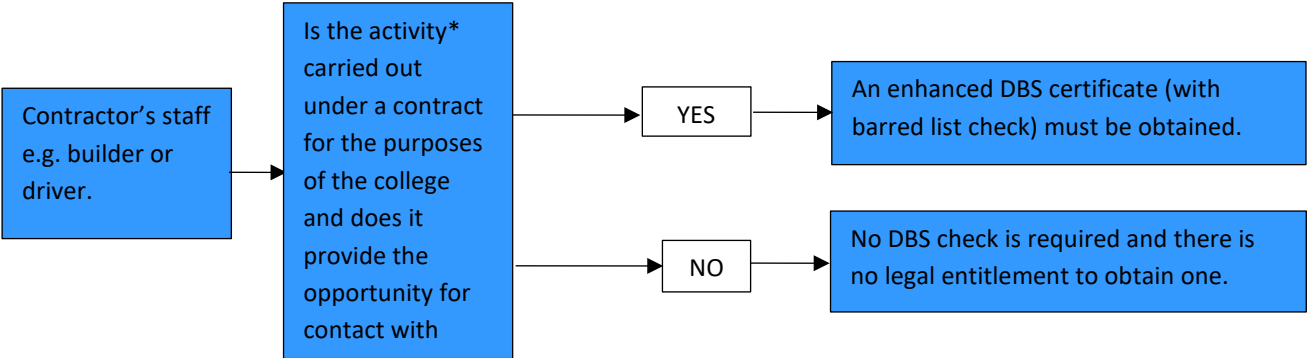 Contractor’s staff
e.g. builder or
driver.
Is the activity*
carried out
under a contract
for the purposes
of the college
and does it
provide the
opportunity for
contact with
YES
An enhanced DBS certificate (with
barred list check) must be obtained.
NO
No DBS check is required and there is
no legal entitlement to obtain one.